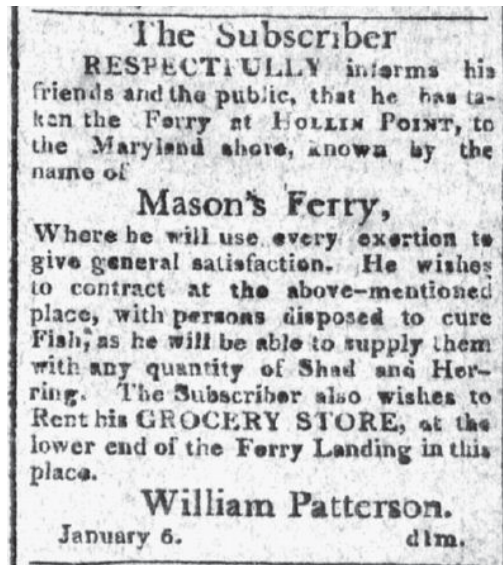 The Subscriber
RESPECTFULLY informs his
friends and the public, that he has ta-
ken the Ferry at HOLLIN POINT, to
the Maryland shore, known by the
name of
Mason's Ferry,
Where he will use every exertion to
give general satisfaction. He wishes
to contract at the above-mentioned
place, with persons disposed to cure
Fish, as he will be able to supply them
with any quantity of Shad and Her-
ring. The Subscriber also wishes to
Rent his GROCERY STORE, at the
lower end of the Ferry Landing in this
place.
William Patterson.
January 6. d1m.